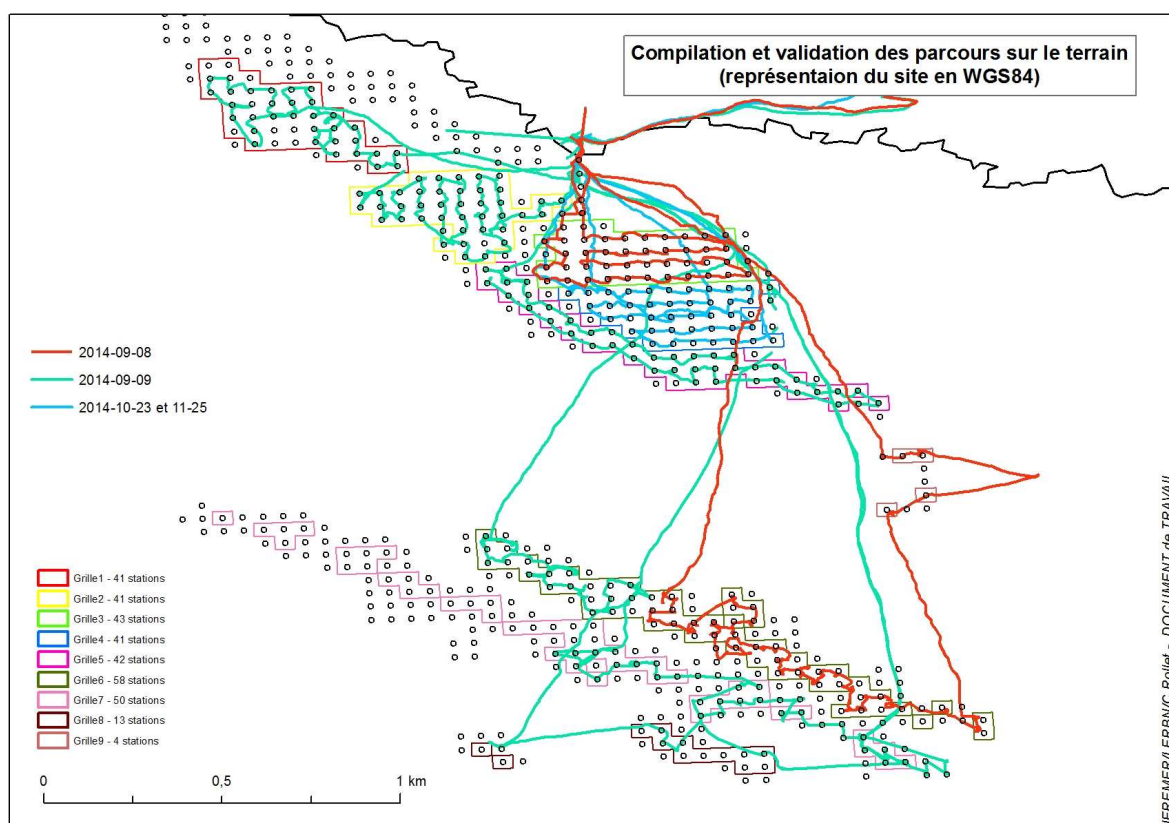 Compilation et validation des parcours sur le terrain
(représentaion du site en WGS84)
2014-09-08
2014-09-09
2014-10-23 et 11-25
Grille1 - 41 stations
Grille2 - 41 stations
Grille3 - 43 stations
Grille4 - 41 stations
Grille5 - 42 stations
Grille6 - 58 stations
Grille7 - 50 stations
Grille8 - 13 stations
Grille9 - 4 stations
0 0,5 1 km
IFREMER/LERBN/C.Rollet - DOCUMENT de TRAVAIL